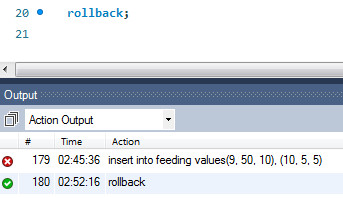 20 rollback;
21
Output
Action Output
# Time Action
179 02:45:36 insert into feeding values(9, 50, 10), (10, 5, 5)
180 02:52:16 rollback